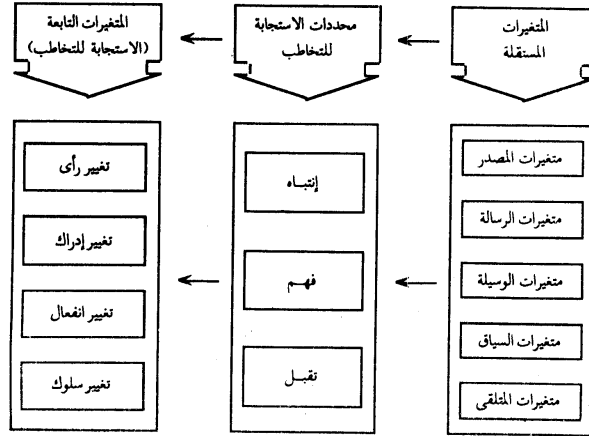 المتغيرات
المستقلة
محددات الاستجابة
للتخاطب
المتغيرات التابعة
(الاستجابة للتخاطب)
متغيرات المصدر
متغيرات الرسالة
متغيرات الوسيلة
متغيرات السياق
متغيرات المتلقى
إنتبـاه
فهـم
تقبـل
تغيير رأى
تغيير إدراك
تغيير انفعال
تغيير سلوك